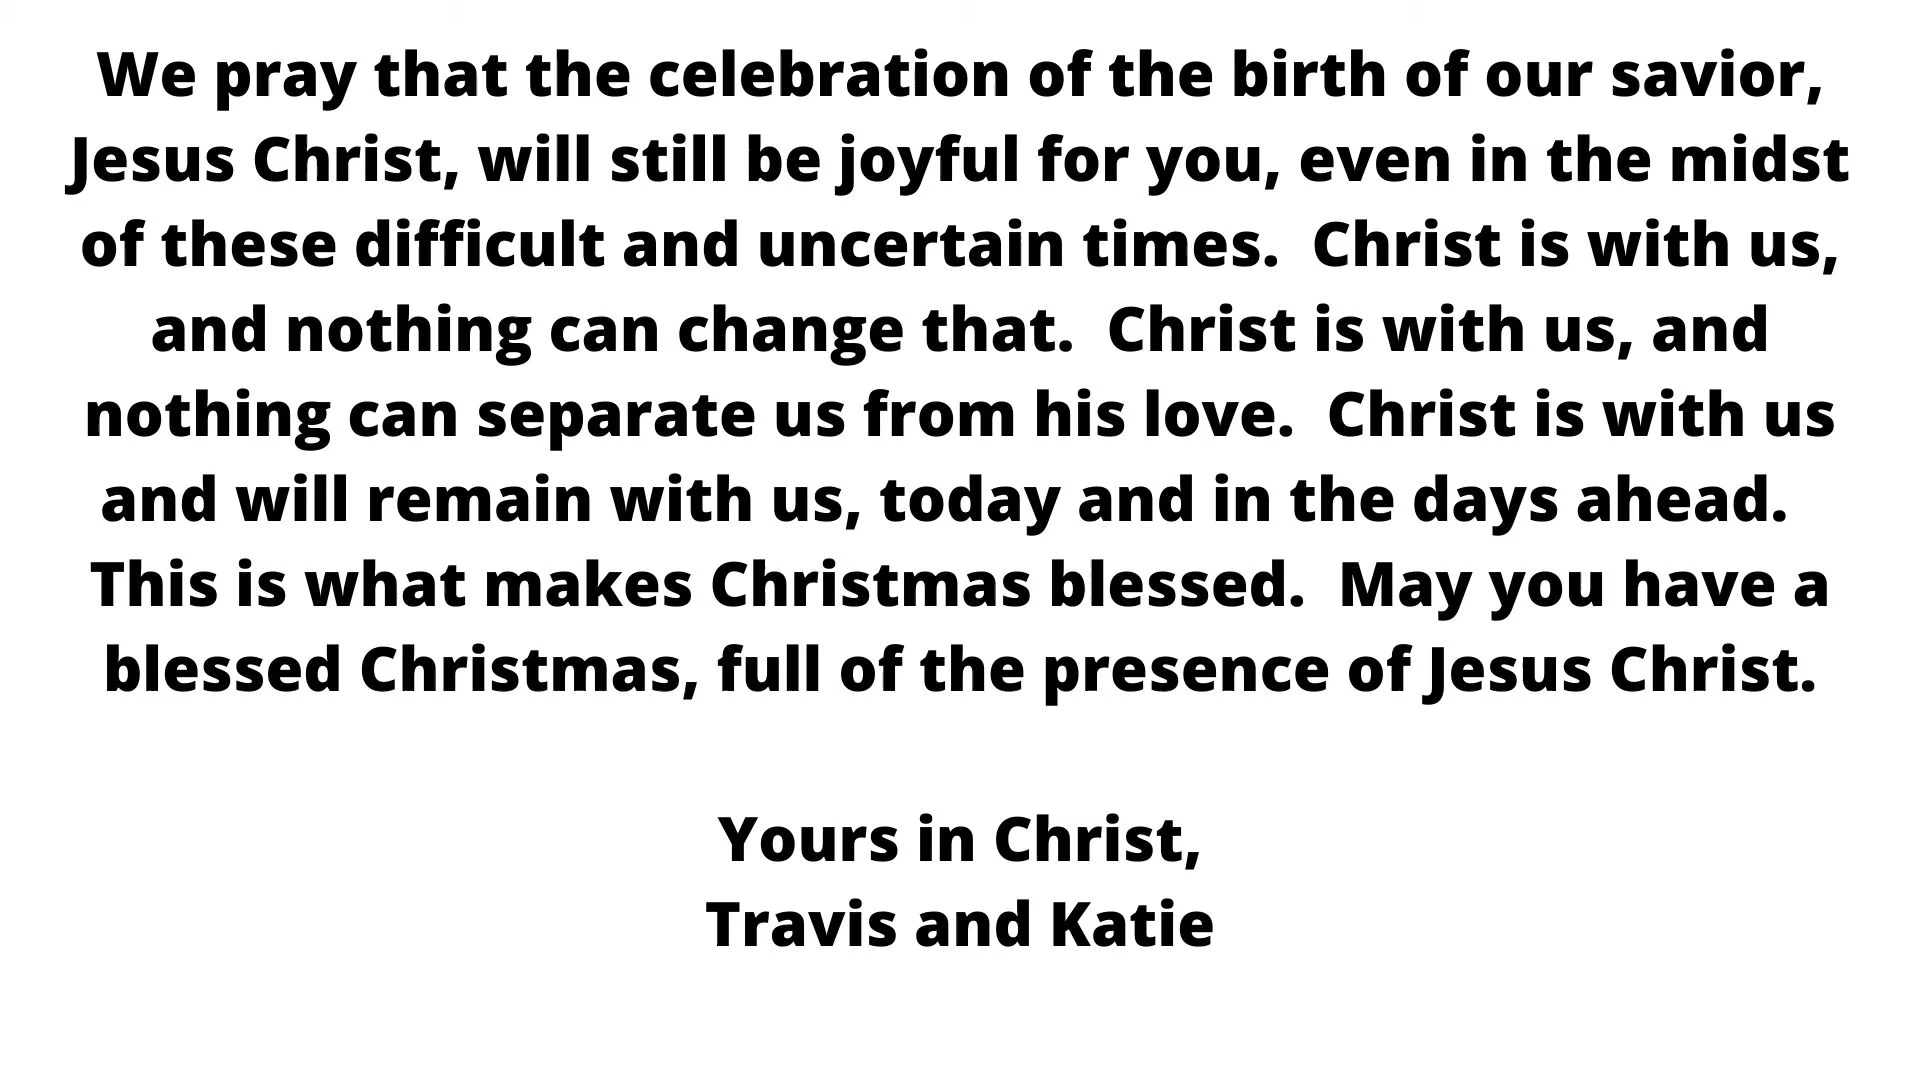 We pray that the celebration of the birth of our savior,
Jesus Christ, will still be joyful for you, even in the midst
of these difficult and uncertain times.  Christ is with us,
and nothing can change that.  Christ is with us, and
nothing can separate us from his love.  Christ is with us
and will remain with us, today and in the days ahead.
This is what makes Christmas blessed.  May you have a
blessed Christmas, full of the presence of Jesus Christ.
Yours in Christ,
Travis and Katie